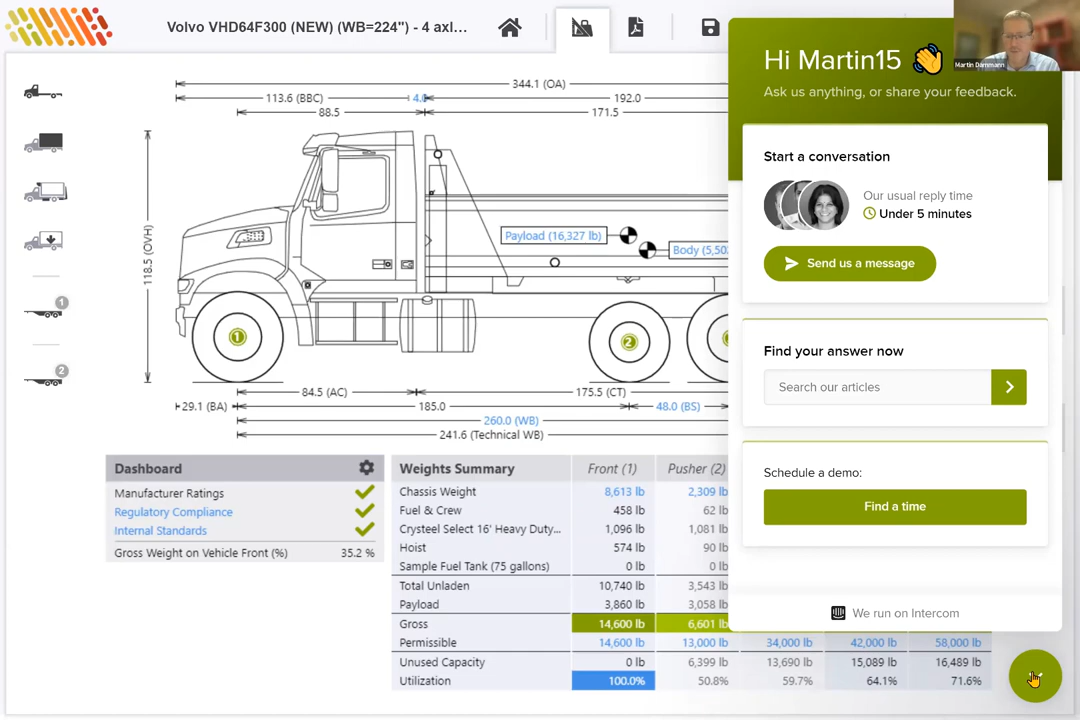 Volvo VHD64F300 (NEW) (WB=224") - 4 axl...
Hi Martin15
Martin Dammann
Ask us anything, or share your feedback.
344.1 (OA)
113.6 (BBC)
192.0
88.5
171.5
118.5 (OVH)
Payload (16,327 lb)
Body (5,50
1
2
1
2
84.5 (AC)
175.5 (CT)
29.1 (BA)
185.0
48.0 (BS)
260.0 (WB)
241.6 (Technical WB)
Start a conversation
Our usual reply time
Under 5 minutes
Send us a message
Find your answer now
Search our articles
Schedule a demo:
Find a time
We run on Intercom
Dashboard
Manufacturer Ratings
Regulatory Compliance
Internal Standards
Gross Weight on Vehicle Front (%) 35.2 %
Weights Summary Front (1) Pusher (2)
Chassis Weight 8,613 lb 2,309 lb
Fuel & Crew 458 lb 62 lb
Crysteel Select 16' Heavy Duty... 1,096 lb 1,081 lb
Hoist 574 lb 90 lb
Sample Fuel Tank (75 gallons) 0 lb 0 lb
Total Unladen 10,740 lb 3,543 lb
Payload 3,860 lb 3,058 lb
Gross 14,600 lb 6,601 lb
Permissible 14,600 lb 13,000 lb 34,000 lb 42,000 lb 58,000 lb
Unused Capacity 0 lb 6,399 lb 13,690 lb 15,089 lb 16,489 lb
Utilization 100.0% 50.8% 59.7% 64.1% 71.6%